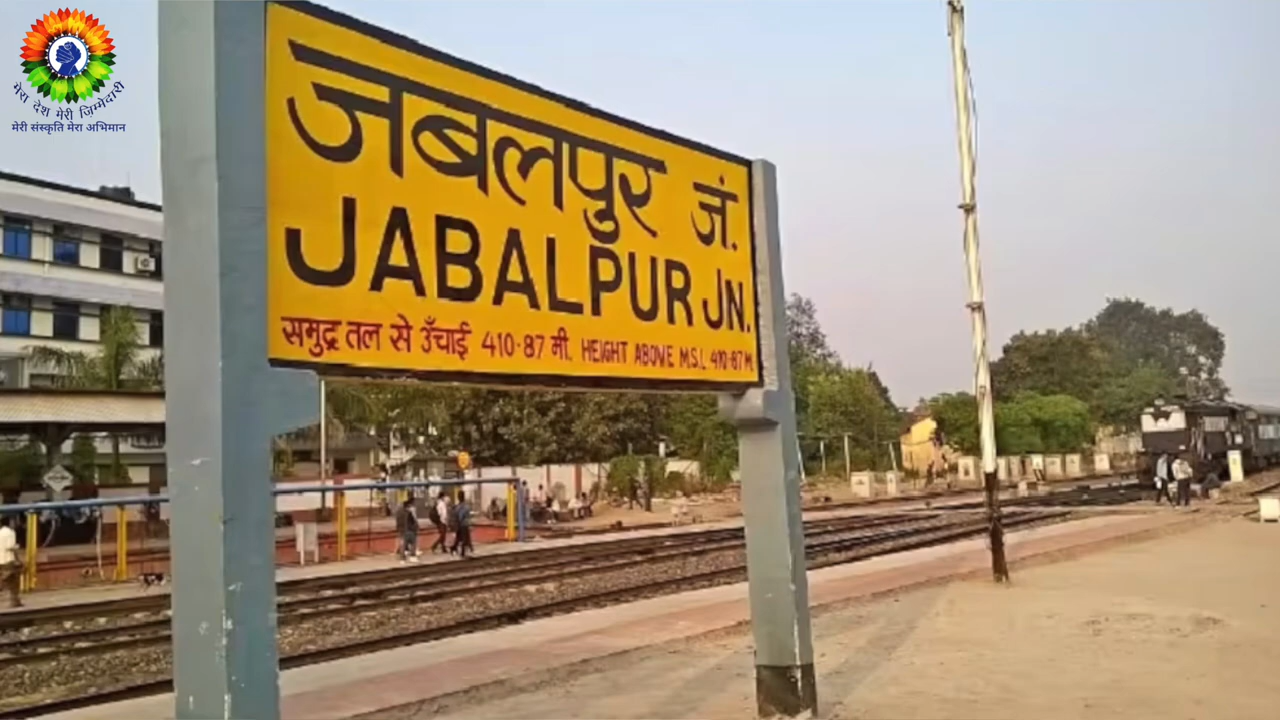 मेरा देश मेरी जिम्मेदारी
मेरी संस्कृति मेरा अभिमान
जबलपुर जं.
JABALPUR JN.
समुद्र तल से उँचाई 410·87 मी. HEIGHT ABOVE M.S.L 410·87 M